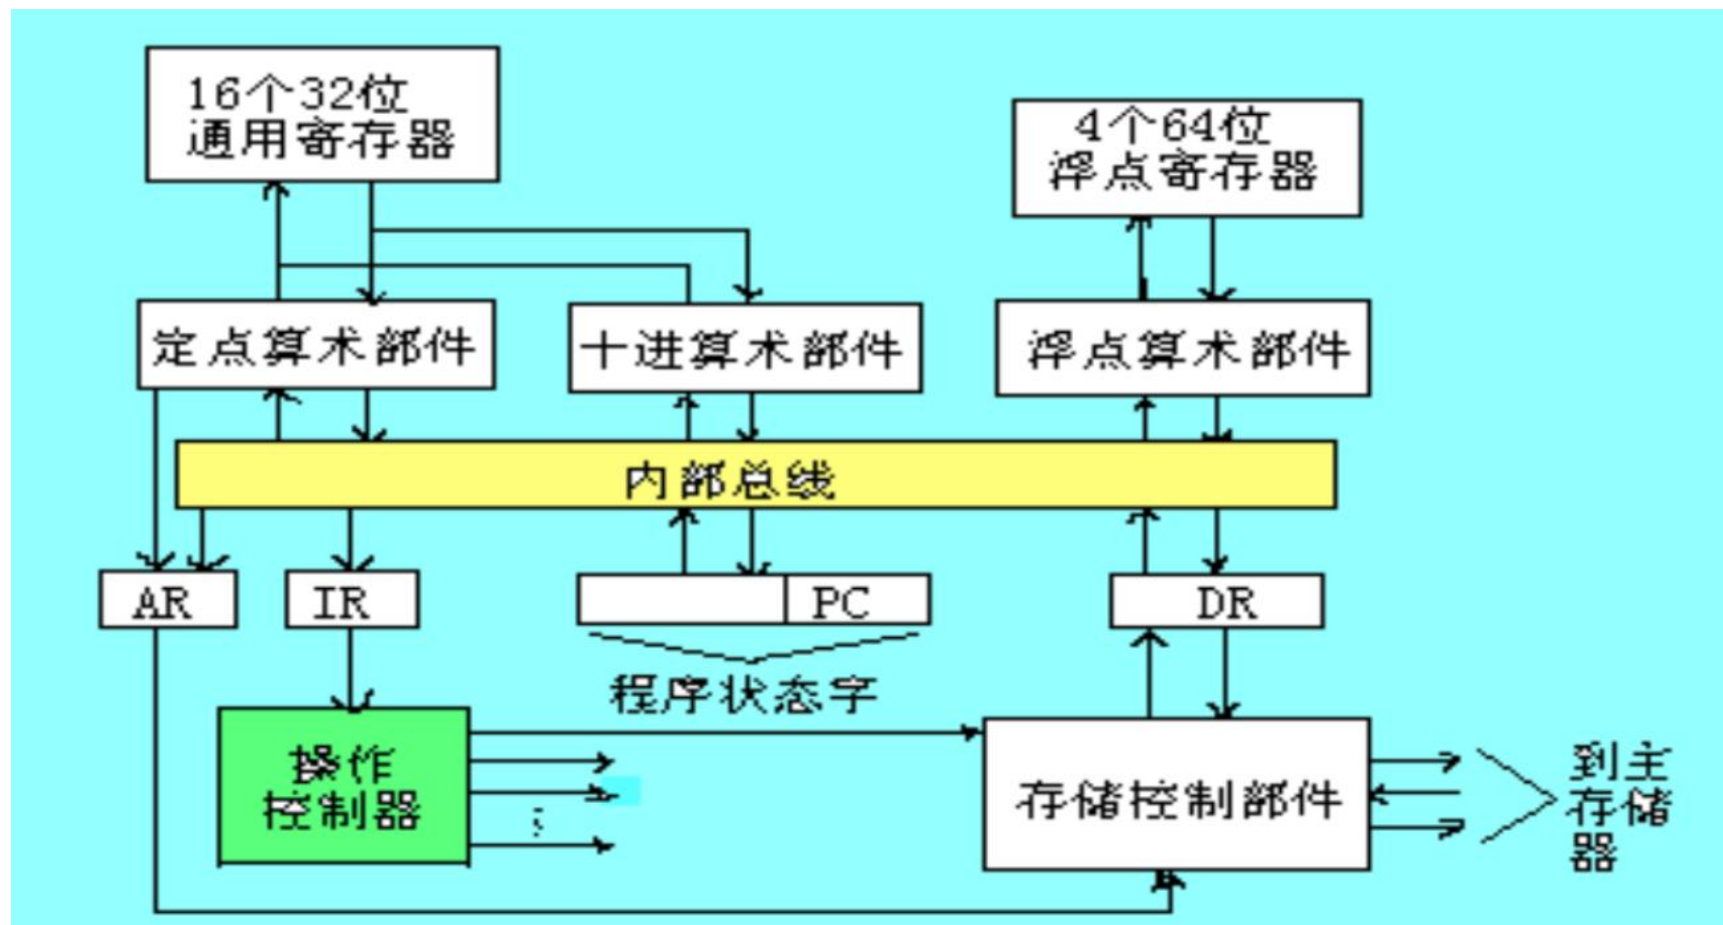 16个32位
通用寄存器
4个64位
浮点寄存器
定点算术部件
十进算术部件
浮点算术部件
内部总线
AR
IR
PC
DR
程序状态字
操作
控制器
存储控制部件
到主
存储
器